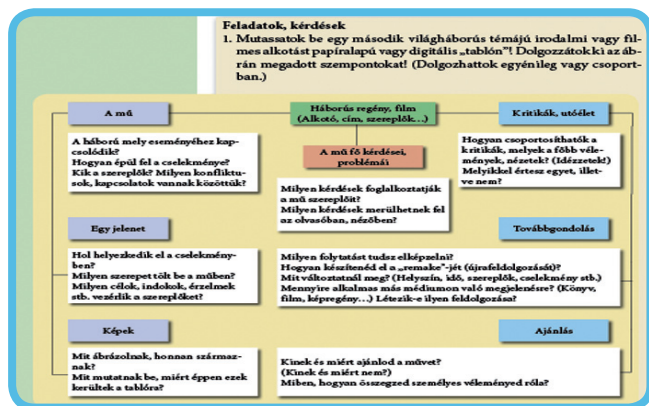 Feladatok, kérdések
1. Mutassatok be egy második világháborús témájú irodalmi vagy fil-
mes alkotást papíralapú vagy digitális „tablón”! Dolgozzátok ki az áb-
rán megadott szempontokat! (Dolgozhattok egyénileg vagy csoport-
ban.)
A mű
A háború mely eseményéhez kap-
csolódik?
Hogyan épül fel a cselekménye?
Kik a szereplők? Milyen konfliktu-
sok, kapcsolatok vannak közöttük?
Háborús regény, film
(Alkotó, cím, szereplők...)
A mű fő kérdései,
problémái
Milyen kérdések foglalkoztatják
a mű szereplőit?
Milyen kérdések merülhetnek fel
az olvasóban, nézőben?
Kritikák, utóélet
Hogyan csoportosíthatók a
kritikák, melyek a főbb véle-
mények, nézetek? (Idézzetek!)
Melyikkel értesz egyet, illet-
ve nem?
Egy jelenet
Hol helyezkedik el a cselekmény-
ben?
Milyen szerepet tölt be a műben?
Milyen célok, indokok, érzelmek
stb. vezérlik a szereplőket?
Továbbgondolás
Milyen folytatást tudsz elképzelni?
Hogyan készítenéd el a „remake”-jét (újrafeldolgozását)?
Mit változtatnál meg? (Helyszín, idő, szereplők, cselekmény stb.)
Mennyire alkalmas más médiumon való megjelenésre? (Könyv,
film, képregény...) Létezik-e ilyen feldolgozása?
Képek
Mit ábrázolnak, honnan származ-
nak?
Mit mutatnak be, miért éppen ezek
kerültek a tablóra?
Ajánlás
Kinek és miért ajánlod a művet?
(Kinek és miért nem?)
Miben, hogyan összegzed személyes véleményed róla?